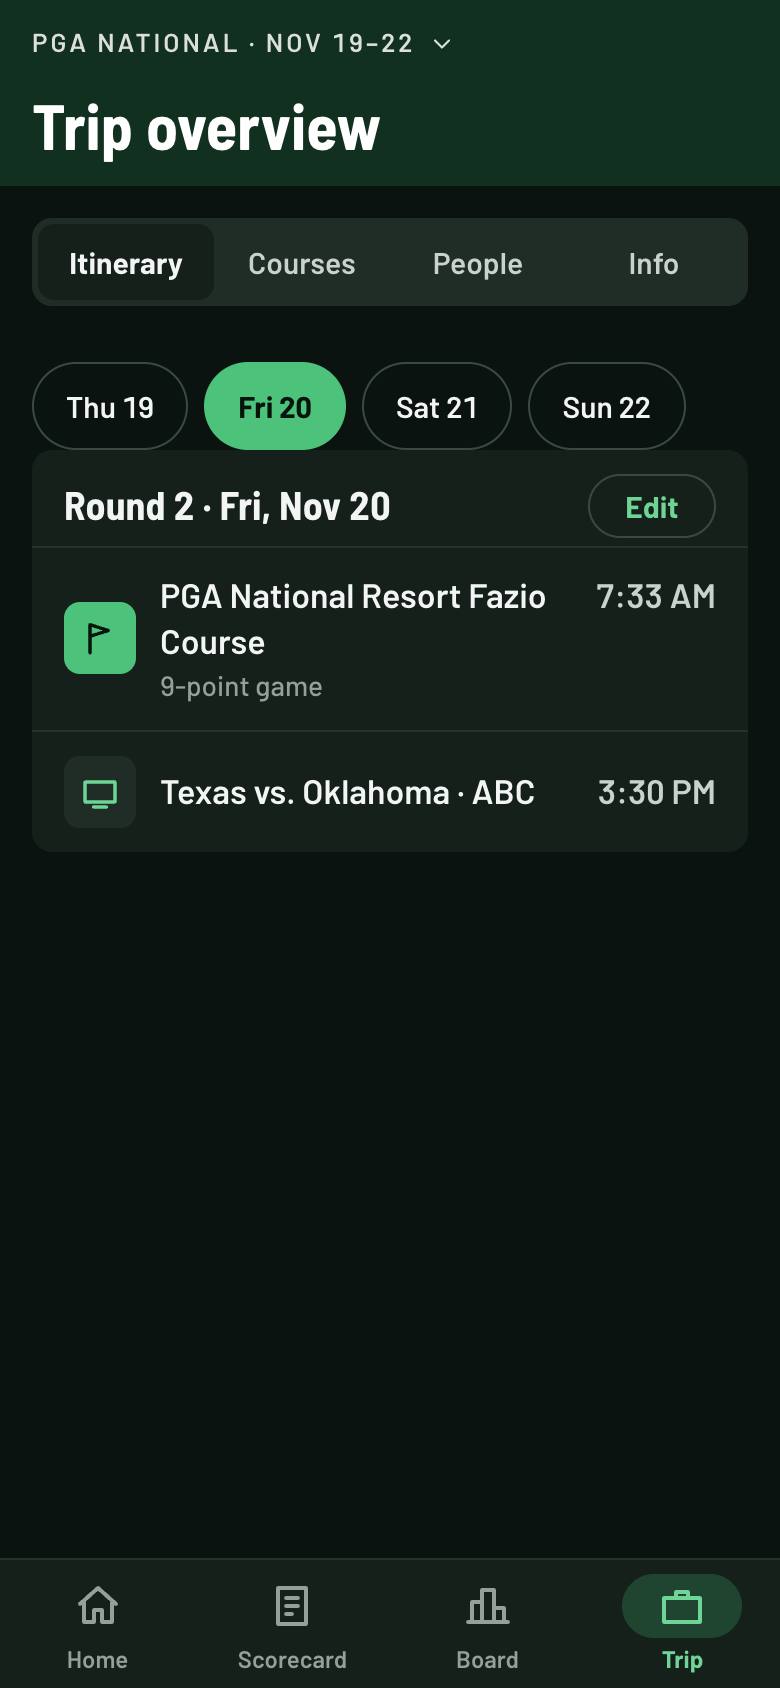 PGA NATIONAL · NOV 19–22
Trip overview
Itinerary
Courses
People
Info
Thu 19
Fri 20
Sat 21
Sun 22
Round 2 · Fri, Nov 20
Edit
PGA National Resort Fazio
Course
7:33 AM
9-point game
Texas vs. Oklahoma · ABC
3:30 PM
Home
Scorecard
Board
Trip